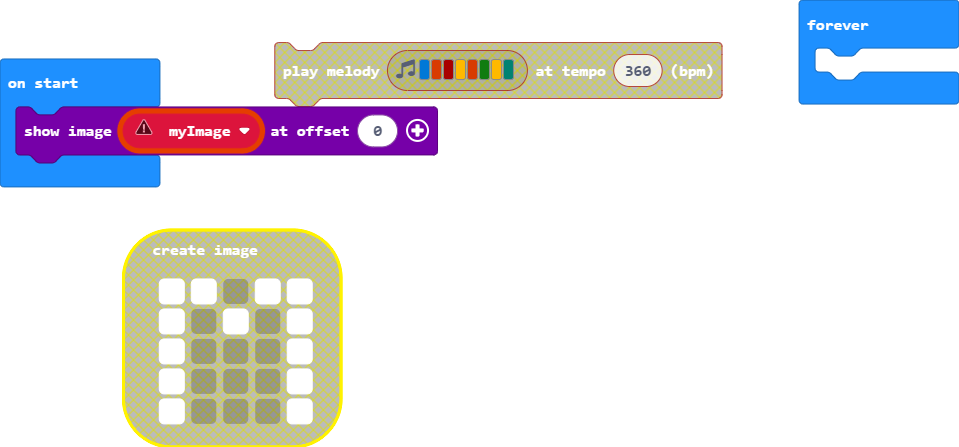 forever
play melody at tempo 360 (bpm)
on start
show image myImage at offset 0
create image